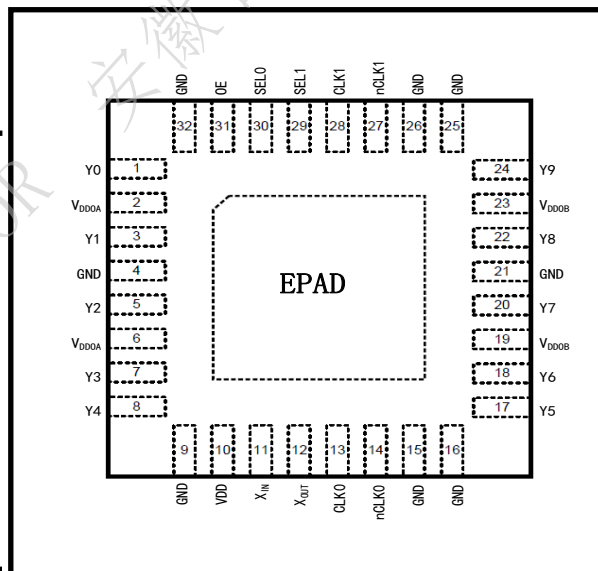 安徽
OR
GND OE SEL0 SEL1 CLK1 nCLK1 GND GND
32 31 30 29 28 27 26 25
Y0 1 24 Y9
VDDOA 2 23 VDDOB
Y1 3 22 Y8
GND 4 21 GND
EPAD
Y2 5 20 Y7
VDDOA 6 19 VDDOB
Y3 7 18 Y6
Y4 8 17 Y5
9 10 11 12 13 14 15 16
GND VDD XIN XOUT CLK0 nCLK0 GND GND